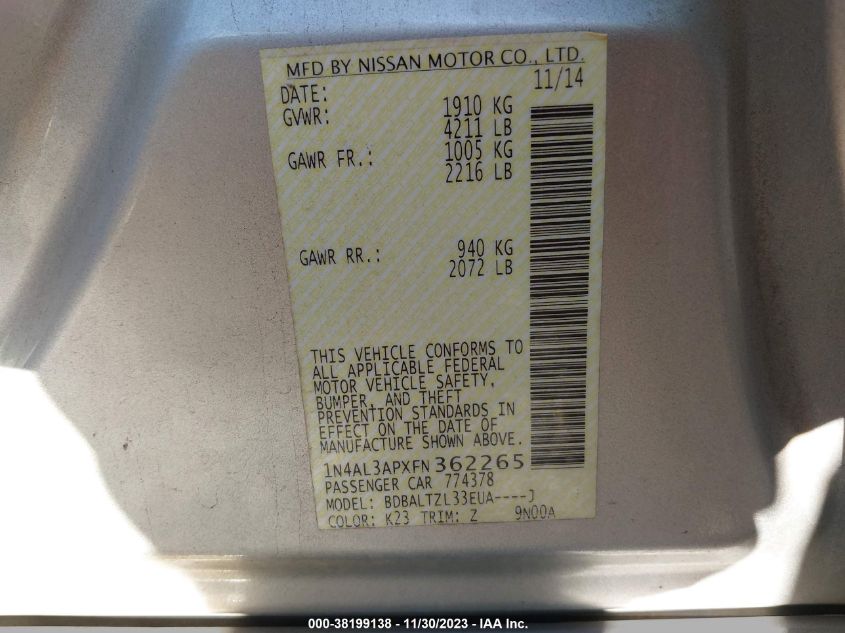 MFD BY NISSAN MOTOR CO., LTD.
DATE: 11/14
GVWR: 1910 KG
4211 LB
GAWR FR.: 1005 KG
2216 LB
GAWR RR.: 940 KG
2072 LB
THIS VEHICLE CONFORMS TO
ALL APPLICABLE FEDERAL
MOTOR VEHICLE SAFETY,
BUMPER, AND THEFT
PREVENTION STANDARDS IN
EFFECT ON THE DATE OF
MANUFACTURE SHOWN ABOVE.
1N4AL3APXFN 362265
PASSENGER CAR 774378
MODEL: BDBALTZL33EUA----J
COLOR: K23 TRIM: Z 9N00A
000-38199138 - 11/30/2023 - IAA Inc.